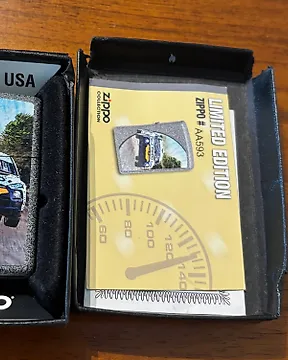 USA
zippo
COLLECTION
LIMITED EDITION
ZIPPO # AA593
60
80
100
120
140